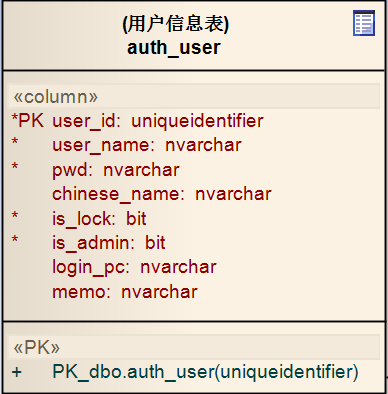 (用户信息表)
auth_user
«column»
*PK user_id: uniqueidentifier
* user_name: nvarchar
* pwd: nvarchar
chinese_name: nvarchar
* is_lock: bit
* is_admin: bit
login_pc: nvarchar
memo: nvarchar
«PK»
+ PK_dbo.auth_user(uniqueidentifier)